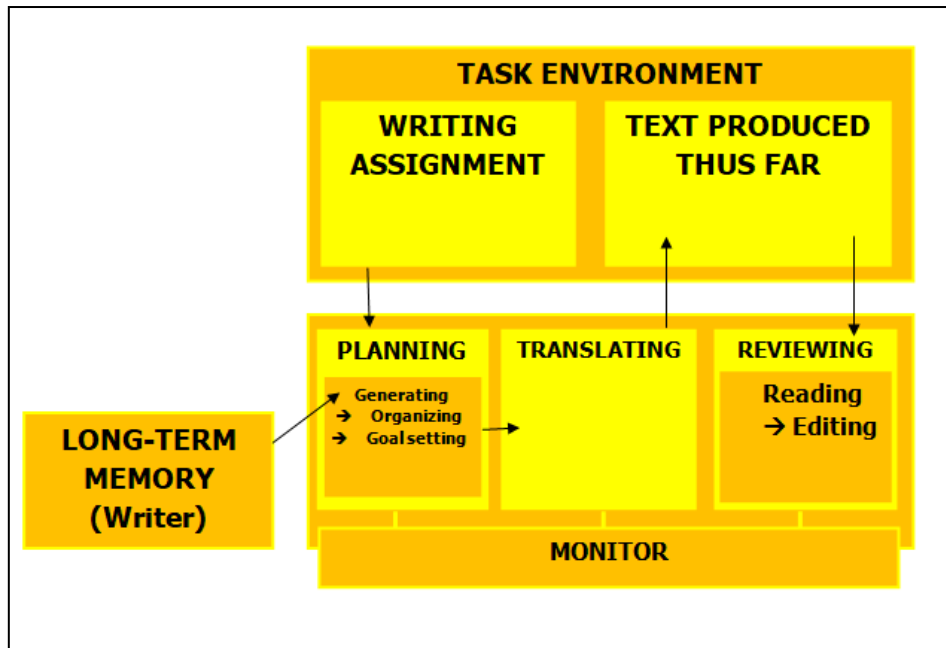 TASK ENVIRONMENT
WRITING
ASSIGNMENT
TEXT PRODUCED
THUS FAR
PLANNING
Generating
→ Organizing
→ Goal setting
TRANSLATING
REVIEWING
Reading
→ Editing
LONG-TERM
MEMORY
(Writer)
MONITOR